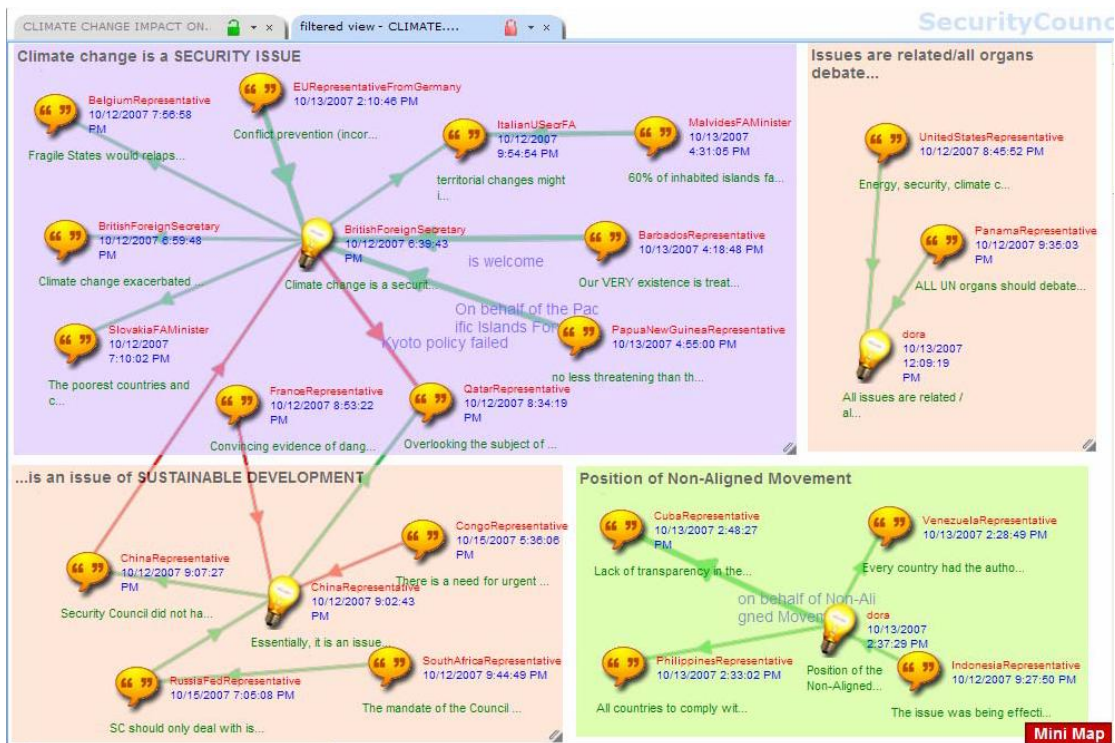 CLIMATE CHANGE IMPACT ON..
filtered view - CLIMATE....
SecurityCounc
Climate change is a SECURITY ISSUE
BelgiumRepresentative
10/12/2007 7:56:58
PM
Fragile States would relaps...
EURepresentativeFromGermany
10/13/2007 2:10:46 PM
Conflict prevention (incor...
ItalianUSecrFA
10/12/2007
9:54:54 PM
territorial changes might
i...
MalvidesFAMinister
10/13/2007
4:31:05 PM
60% of inhabited islands fa...
BritishForeignSecretary
10/12/2007 6:59:48
PM
Climate change exacerbated ...
BritishForeignSecretary
10/12/2007 6:39:43
PM
Climate change is a securit...
BarbadosRepresentative
10/13/2007 4:18:48 PM
Our VERY existence is treat...
is welcome
On behalf of the Pac
ific Islands For
Kyoto policy failed
SlovakiaFAMinister
10/12/2007
7:10:02 PM
The poorest countries and
c...
PapuaNewGuineaRepresentative
10/13/2007 4:55:00 PM
no less threatening than th...
FranceRepresentative
10/12/2007 8:53:22
PM
Convincing evidence of dang...
QatarRepresentative
10/12/2007 8:34:19
PM
Overlooking the subject of ...
Issues are related/all organs
debate...
UnitedStatesRepresentative
10/12/2007 8:45:52 PM
Energy, security, climate c...
PanamaRepresentative
10/12/2007 9:35:03
PM
ALL UN organs should debate...
dora
10/13/2007
12:09:19
PM
All issues are related /
al...
...is an issue of SUSTAINABLE DEVELOPMENT
CongoRepresentative
10/15/2007 5:36:06
PM
There is a need for urgent ...
ChinaRepresentative
10/12/2007 9:07:27
PM
Security Council did not ha...
ChinaRepresentative
10/12/2007 9:02:43
PM
Essentially, it is an issue...
RussiaFedRepresentative
10/15/2007 7:05:08 PM
SC should only deal with is...
SouthAfricaRepresentative
10/12/2007 9:44:49 PM
The mandate of the Council ...
Position of Non-Aligned Movement
CubaRepresentative
10/13/2007 2:48:27
PM
Lack of transparency in the...
VenezuelaRepresentative
10/13/2007 2:28:49 PM
Every country had the autho...
on behalf of Non-Ali
gned Movem
dora
10/13/2007
2:37:29 PM
Position of the
Non-Aligned...
PhilippinesRepresentative
10/13/2007 2:33:02 PM
All countries to comply wit...
IndonesiaRepresentative
10/12/2007 9:27:50 PM
The issue was being effecti...
Mini Map